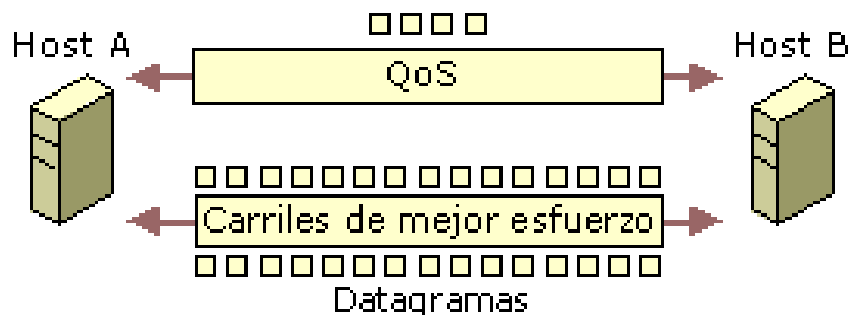 Host A
Host B
QoS
Carriles de mejor esfuerzo
Datagramas